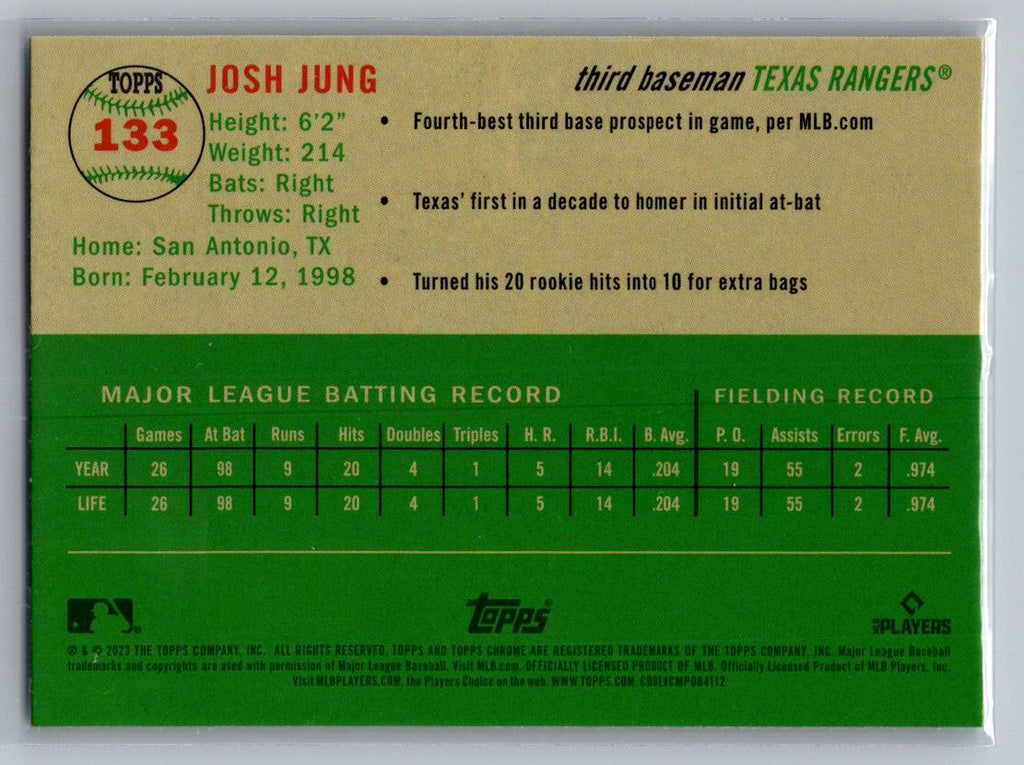 TOPPS
133
JOSH JUNG
third baseman TEXAS RANGERS®
Height: 6'2"
Weight: 214
Bats: Right
Throws: Right
Home: San Antonio, TX
Born: February 12, 1998
• Fourth-best third base prospect in game, per MLB.com
• Texas' first in a decade to homer in initial at-bat
• Turned his 20 rookie hits into 10 for extra bags
MAJOR LEAGUE BATTING RECORD FIELDING RECORD
Games At Bat Runs Hits Doubles Triples H. R. R.B.I. B. Avg. P. O. Assists Errors F. Avg.
YEAR 26 98 9 20 4 1 5 14 .204 19 55 2 .974
LIFE 26 98 9 20 4 1 5 14 .204 19 55 2 .974
Topps®
MLB PLAYERS
® & © 2023 THE TOPPS COMPANY, INC. ALL RIGHTS RESERVED. TOPPS AND TOPPS CHROME ARE REGISTERED TRADEMARKS OF THE TOPPS COMPANY, INC. Major League Baseball
trademarks and copyrights are used with permission of Major League Baseball. Visit MLB.com. OFFICIALLY LICENSED PRODUCT OF MLB. Officially Licensed Product of MLB Players, Inc.
Visit MLBPLAYERS.COM, the Players Choice on the web. WWW.TOPPS.COM. CODE#CMP084112